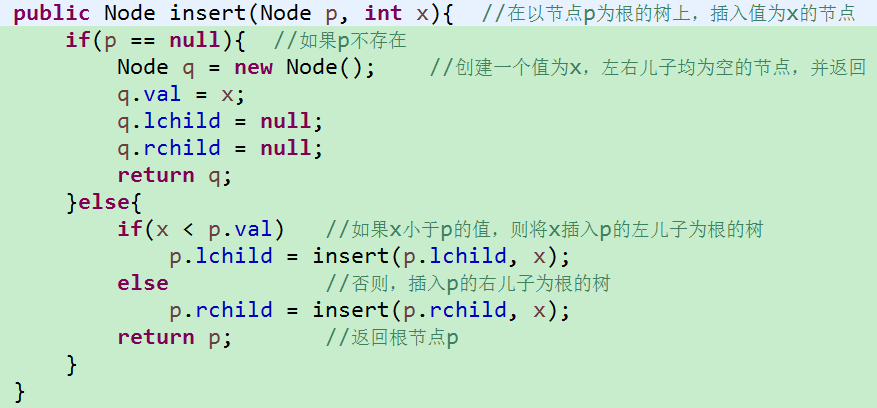 public Node insert(Node p, int x){  //在以节点p为根的树上，插入值为x的节点
    if(p == null){  //如果p不存在
        Node q = new Node();    //创建一个值为x，左右儿子均为空的节点，并返回
        q.val = x;
        q.lchild = null;
        q.rchild = null;
        return q;
    }else{
        if(x < p.val)   //如果x小于p的值，则将x插入p的左儿子为根的树
            p.lchild = insert(p.lchild, x);
        else            //否则，插入p的右儿子为根的树
            p.rchild = insert(p.rchild, x);
        return p;       //返回根节点p
    }
}